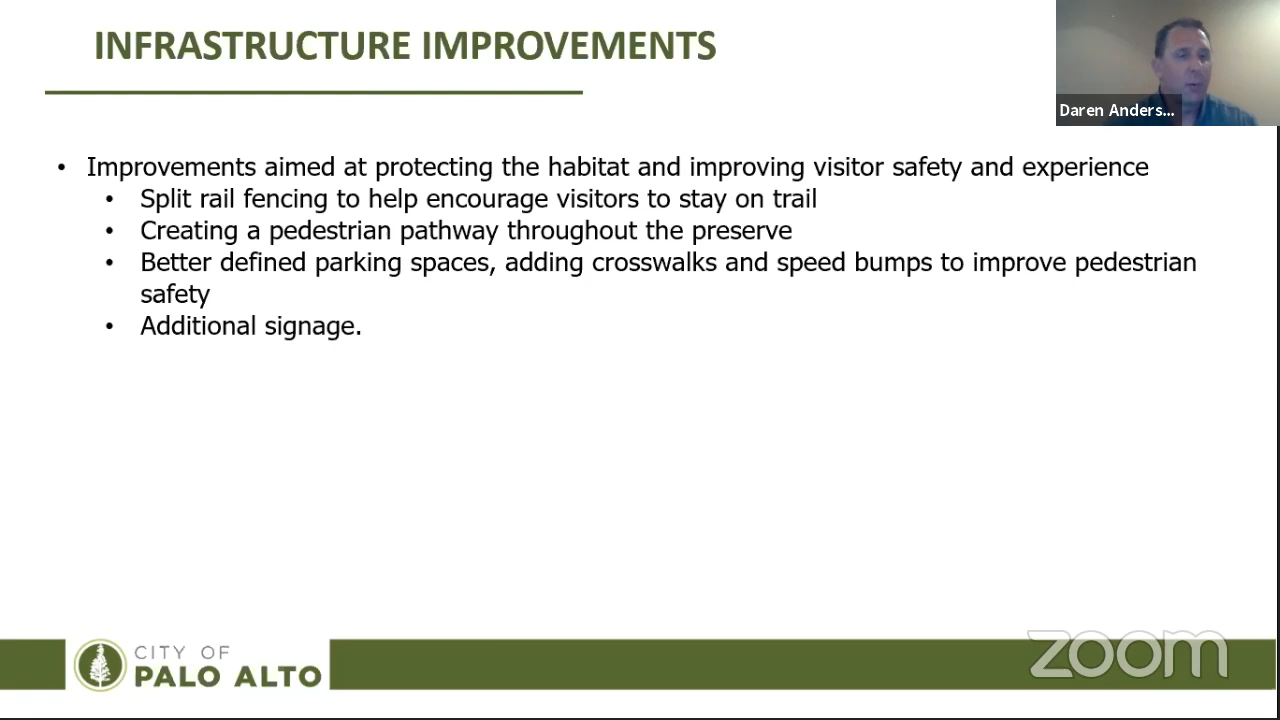 INFRASTRUCTURE IMPROVEMENTS
Daren Anders...
• Improvements aimed at protecting the habitat and improving visitor safety and experience
• Split rail fencing to help encourage visitors to stay on trail
• Creating a pedestrian pathway throughout the preserve
• Better defined parking spaces, adding crosswalks and speed bumps to improve pedestrian
safety
• Additional signage.
CITY OF
PALO ALTO
zoom